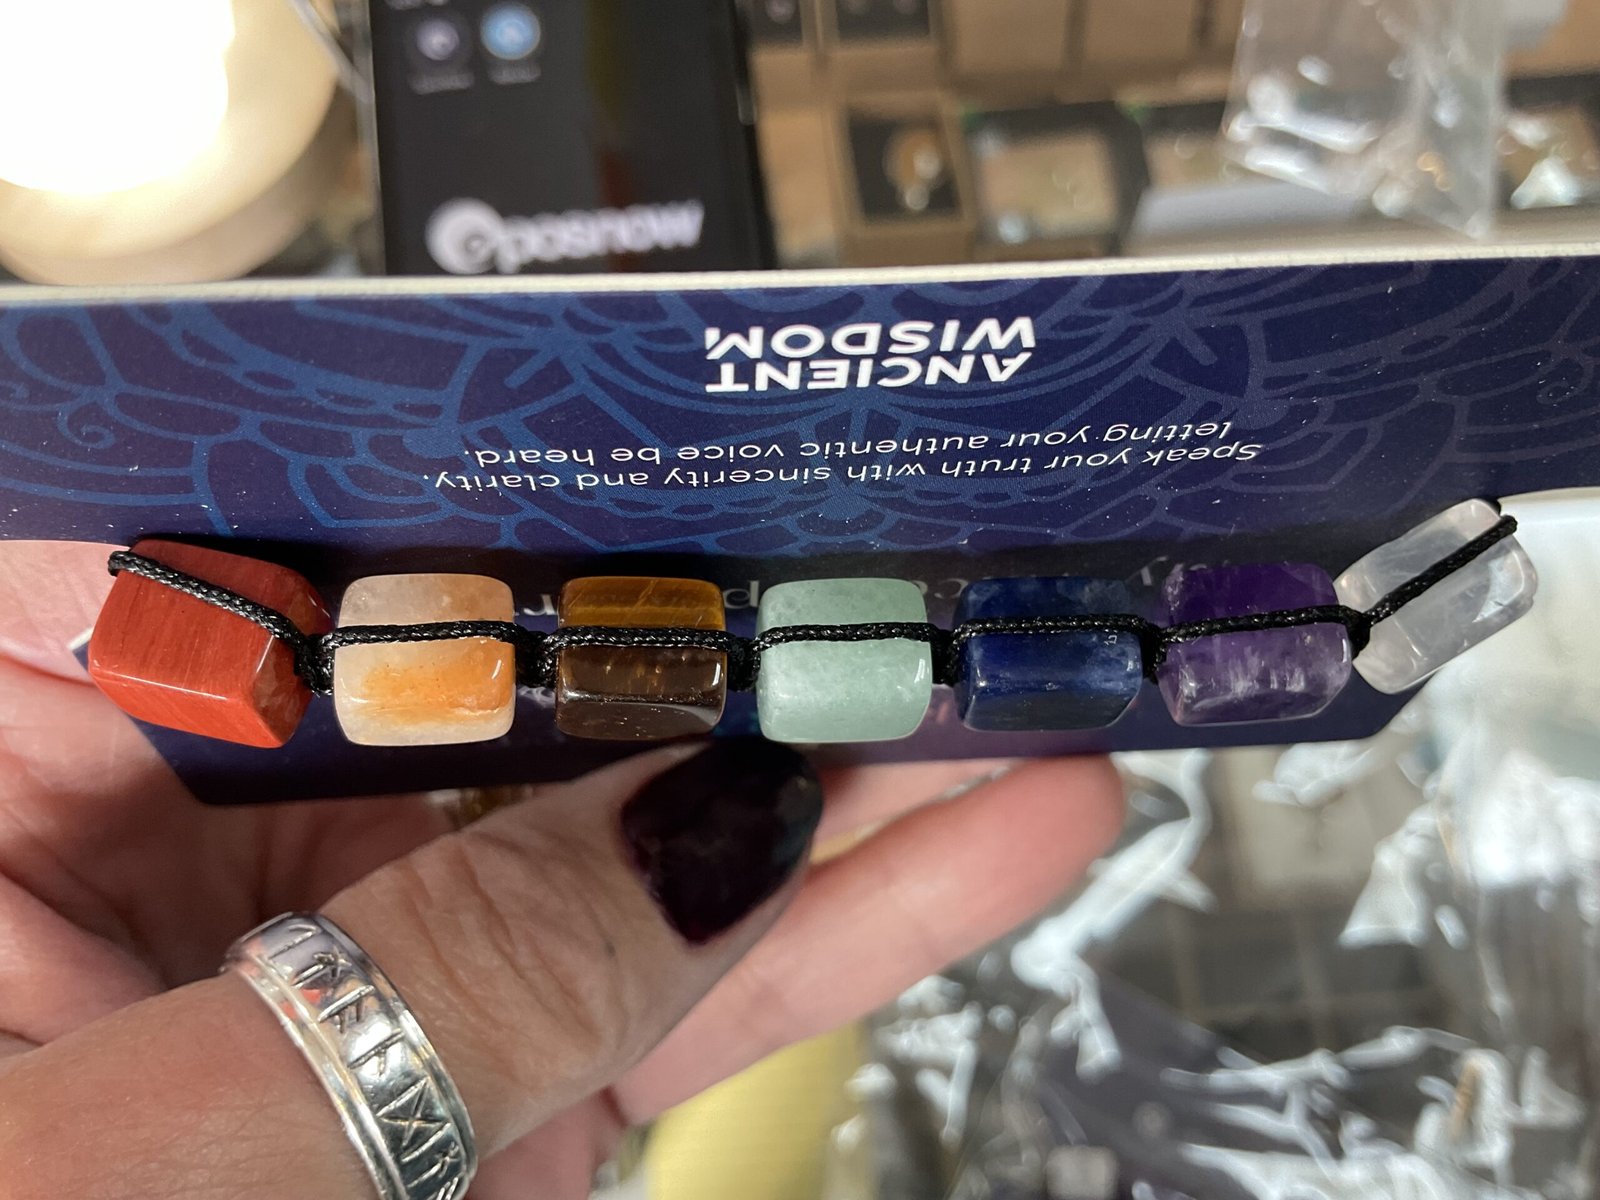 eposnow
ANCIENT
WISDOM
Speak your truth with sincerity and clarity,
letting your authentic voice be heard.